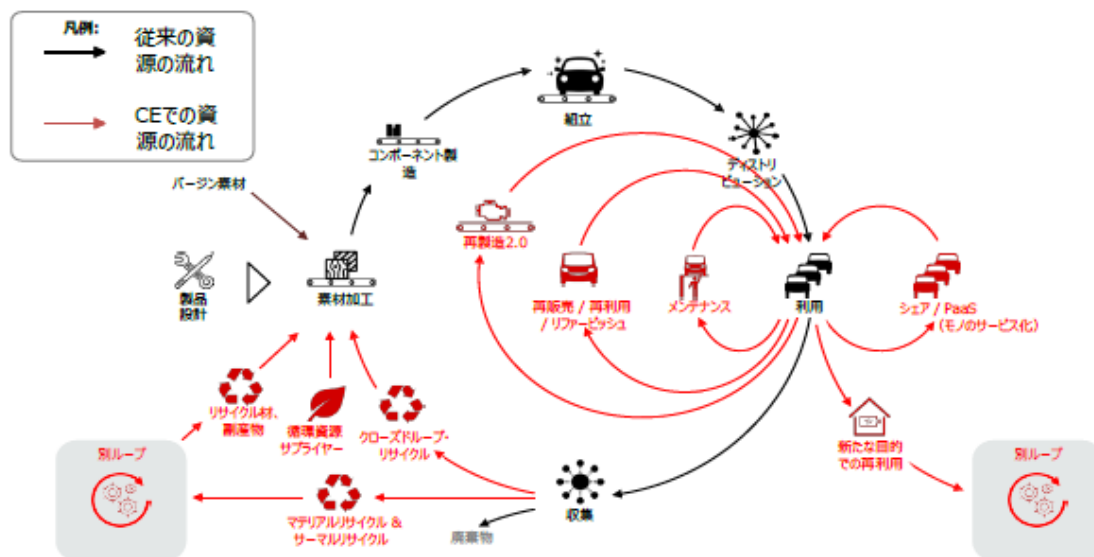 凡例:
従来の資
源の流れ
CEでの資
源の流れ
組立
コンポーネント製
造
ディストリ
ビューション
バージン素材
再製造2.0
製品
設計
素材加工
再販売 / 再利用
/ リファービッシュ
メンテナンス
利用
シェア / PaaS
(モノのサービス化)
リサイクル材、
副産物
循環資源
サプライヤー
クローズドループ・
リサイクル
新たな目的
での再利用
別ループ
別ループ
マテリアルリサイクル &
サーマルリサイクル
収集
廃棄物